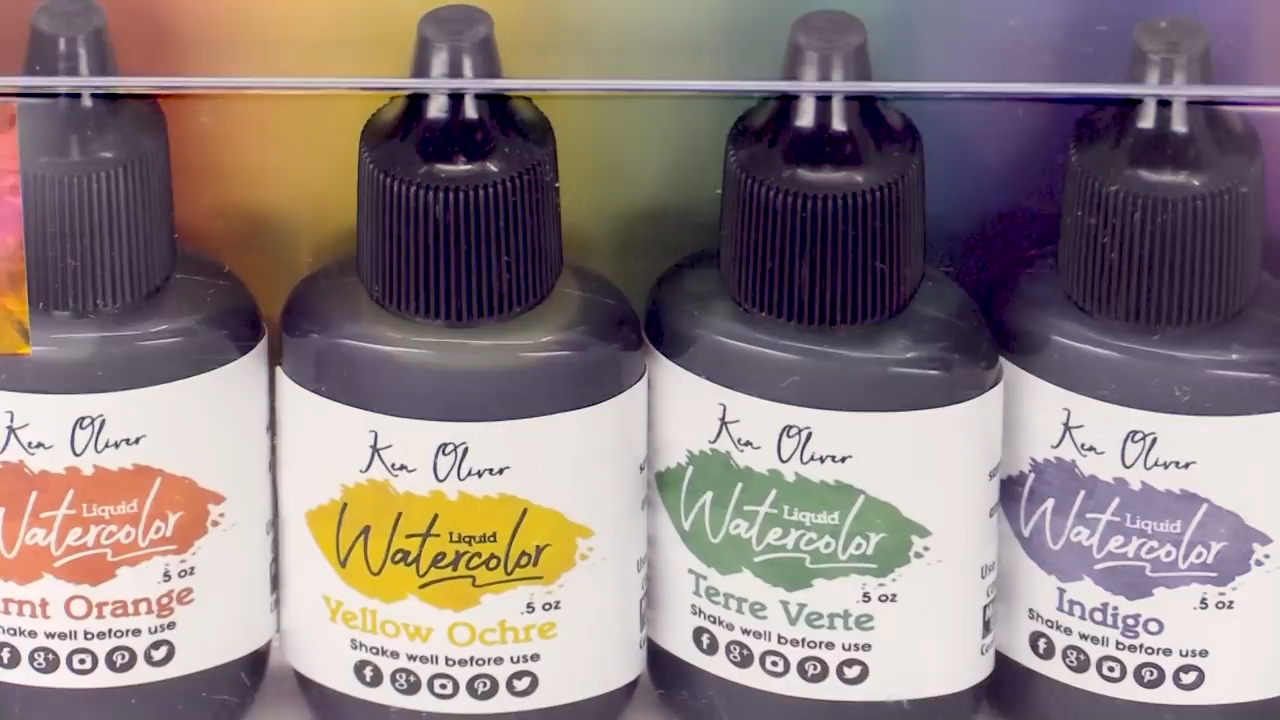 Ken Oliver
Liquid
Watercolor
.5 oz
rnt Orange
hake well before use
Ken Oliver
Liquid
Watercolor
.5 oz
Yellow Ochre
Shake well before use
Ken Oliver
Liquid
Watercolor
.5 oz
Terre Verte
Shake well before use
Ken Oliver
Liquid
Watercolor
.5 oz
Indigo
Shake well before use